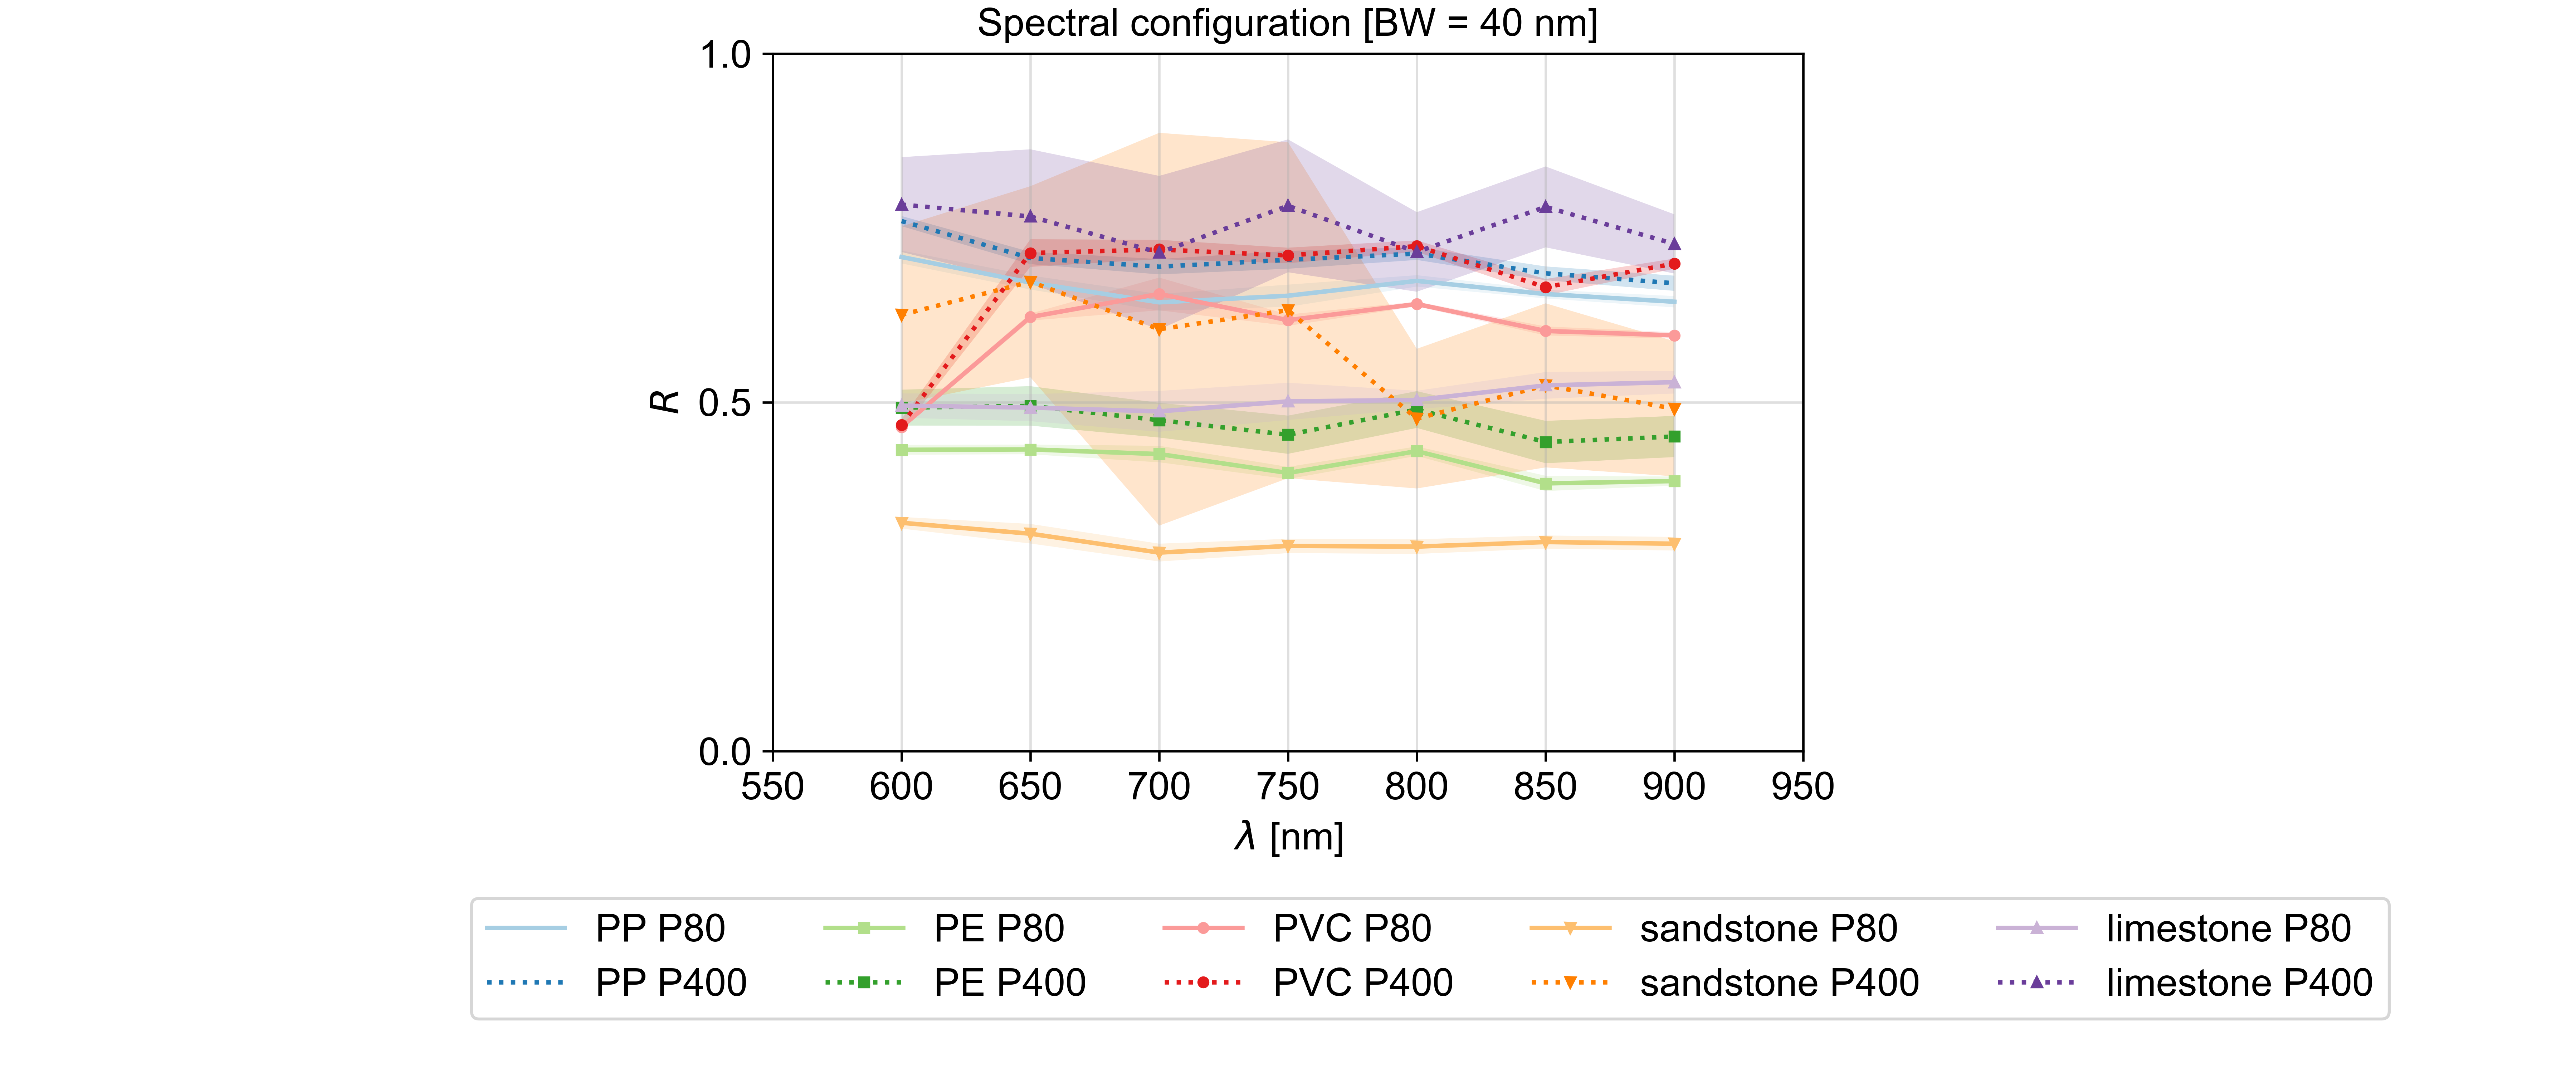 Spectral configuration [BW = 40 nm]
1.0
0.5
0.0
R
550 600 650 700 750 800 850 900 950
λ [nm]
PP P80 PE P80 PVC P80 sandstone P80 limestone P80
PP P400 PE P400 PVC P400 sandstone P400 limestone P400